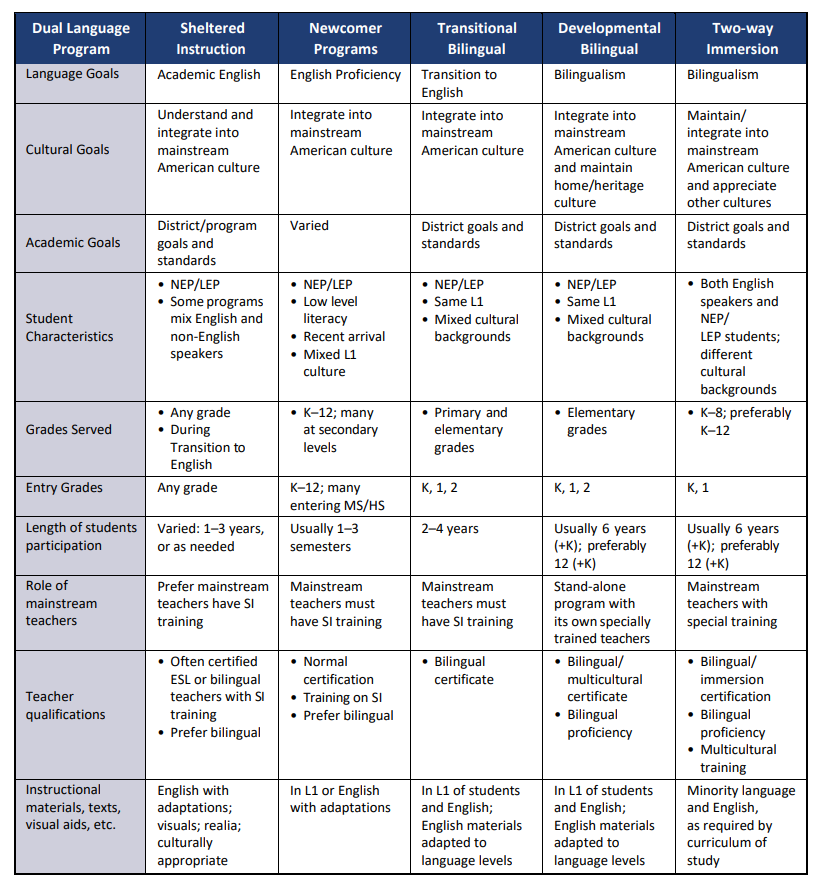 Dual Language Program
Sheltered Instruction
Newcomer Programs
Transitional Bilingual
Developmental Bilingual
Two-way Immersion
Language Goals
Academic English
English Proficiency
Transition to
English
Bilingualism
Bilingualism
Cultural Goals
Understand and
integrate into
mainstream
American culture
Integrate into
mainstream
American culture
Integrate into
mainstream
American culture
Integrate into
mainstream
American culture
and maintain
home/heritage
culture
Maintain/
integrate into
mainstream
American culture
and appreciate
other cultures
Academic Goals
District/program
goals and
standards
Varied
District goals and
standards
District goals and
standards
District goals and
standards
Student
Characteristics
• NEP/LEP
• Some programs
mix English and
non-English
speakers
• NEP/LEP
• Low level
literacy
• Recent arrival
• Mixed L1
culture
• NEP/LEP
• Same L1
• Mixed cultural
backgrounds
• NEP/LEP
• Same L1
• Mixed cultural
backgrounds
• Both English
speakers and
NEP/
LEP students;
different
cultural
backgrounds
Grades Served
• Any grade
• During
Transition to
English
• K–12; many
at secondary
levels
• Primary and
elementary
grades
• Elementary
grades
• K–8; preferably
K–12
Entry Grades
Any grade
K–12; many
entering MS/HS
K, 1, 2
K, 1, 2
K, 1
Length of students
participation
Varied: 1–3 years,
or as needed
Usually 1–3
semesters
2–4 years
Usually 6 years
(+K); preferably
12 (+K)
Usually 6 years
(+K); preferably
12 (+K)
Role of
mainstream
teachers
Prefer mainstream
teachers have SI
training
Mainstream
teachers must
have SI training
Mainstream
teachers must
have SI training
Stand-alone
program with
its own specially
trained teachers
Mainstream
teachers with
special training
Teacher
qualifications
• Often certified
ESL or bilingual
teachers with SI
training
• Prefer bilingual
• Normal
certification
• Training on SI
• Prefer bilingual
• Bilingual
certificate
• Bilingual/
multicultural
certificate
• Bilingual
proficiency
• Bilingual/
immersion
certification
• Bilingual
proficiency
• Multicultural
training
Instructional
materials, texts,
visual aids, etc.
English with
adaptations;
visuals; realia;
culturally
appropriate
In L1 or English
with adaptations
In L1 of students
and English;
English materials
adapted to
language levels
In L1 of students
and English;
English materials
adapted to
language levels
Minority language
and English,
as required by
curriculum of
study